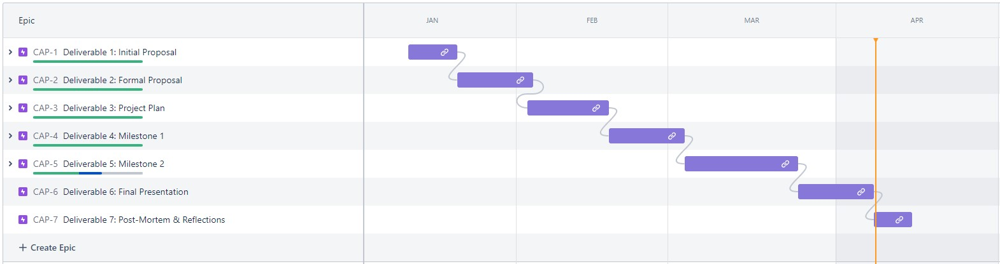 Epic
JAN FEB MAR APR
CAP-1 Deliverable 1: Initial Proposal
CAP-2 Deliverable 2: Formal Proposal
CAP-3 Deliverable 3: Project Plan
CAP-4 Deliverable 4: Milestone 1
CAP-5 Deliverable 5: Milestone 2
CAP-6 Deliverable 6: Final Presentation
CAP-7 Deliverable 7: Post-Mortem & Reflections
+ Create Epic